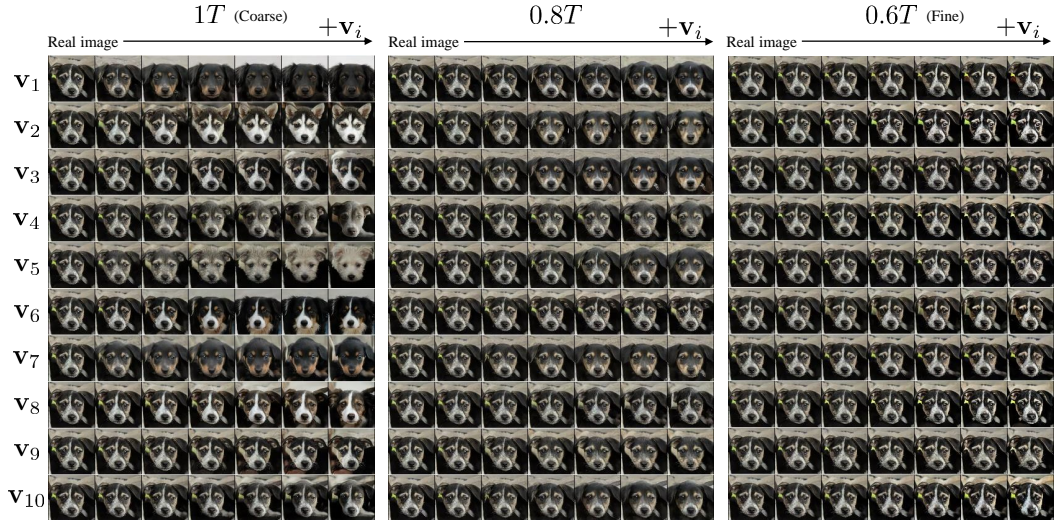 1T (Coarse) +v_i 0.8T +v_i 0.6T (Fine) +v_i
Real image Real image Real image
v_1
v_2
v_3
v_4
v_5
v_6
v_7
v_8
v_9
v_10